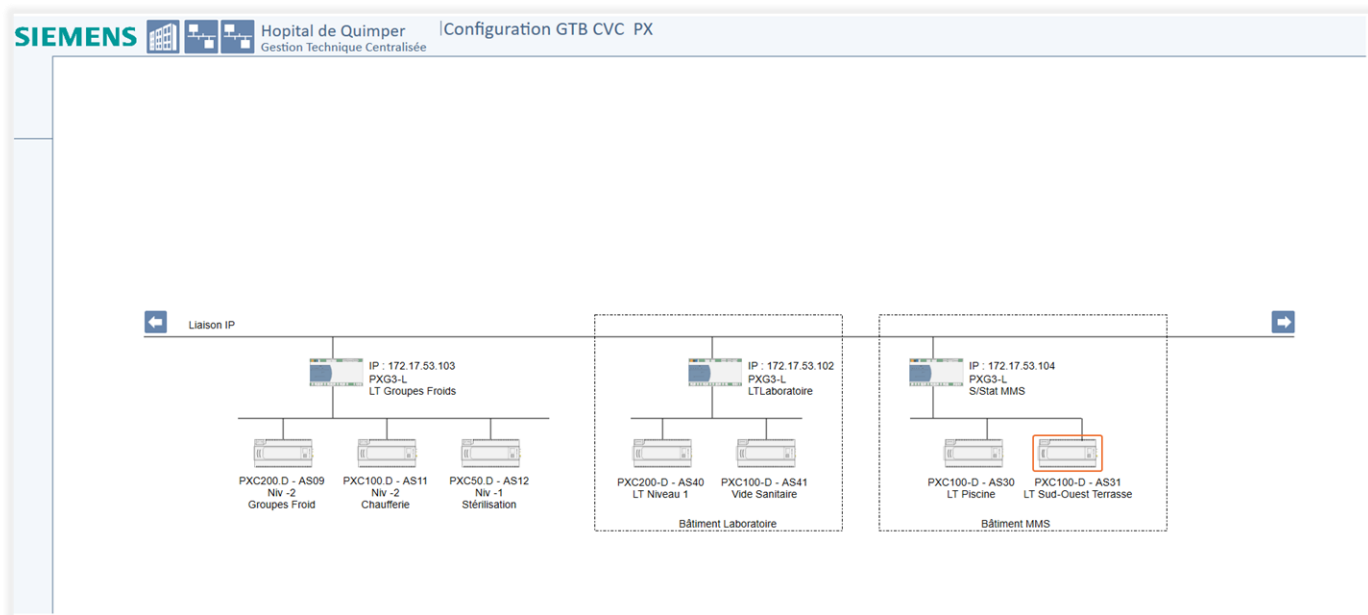 SIEMENS
Hopital de Quimper
Gestion Technique Centralisée
|Configuration GTB CVC PX
Liaison IP
IP : 172.17.53.103
PXG3-L
LT Groupes Froids
IP : 172.17.53.102
PXG3-L
LTLaboratoire
IP : 172.17.53.104
PXG3-L
S/Stat MMS
PXC200.D - AS09
Niv -2
Groupes Froid
PXC100.D - AS11
Niv -2
Chaufferie
PXC50.D - AS12
Niv -1
Stérilisation
PXC200-D - AS40
LT Niveau 1
PXC100-D - AS41
Vide Sanitaire
PXC100-D - AS30
LT Piscine
PXC100-D - AS31
LT Sud-Ouest Terrasse
Bâtiment Laboratoire
Bâtiment MMS